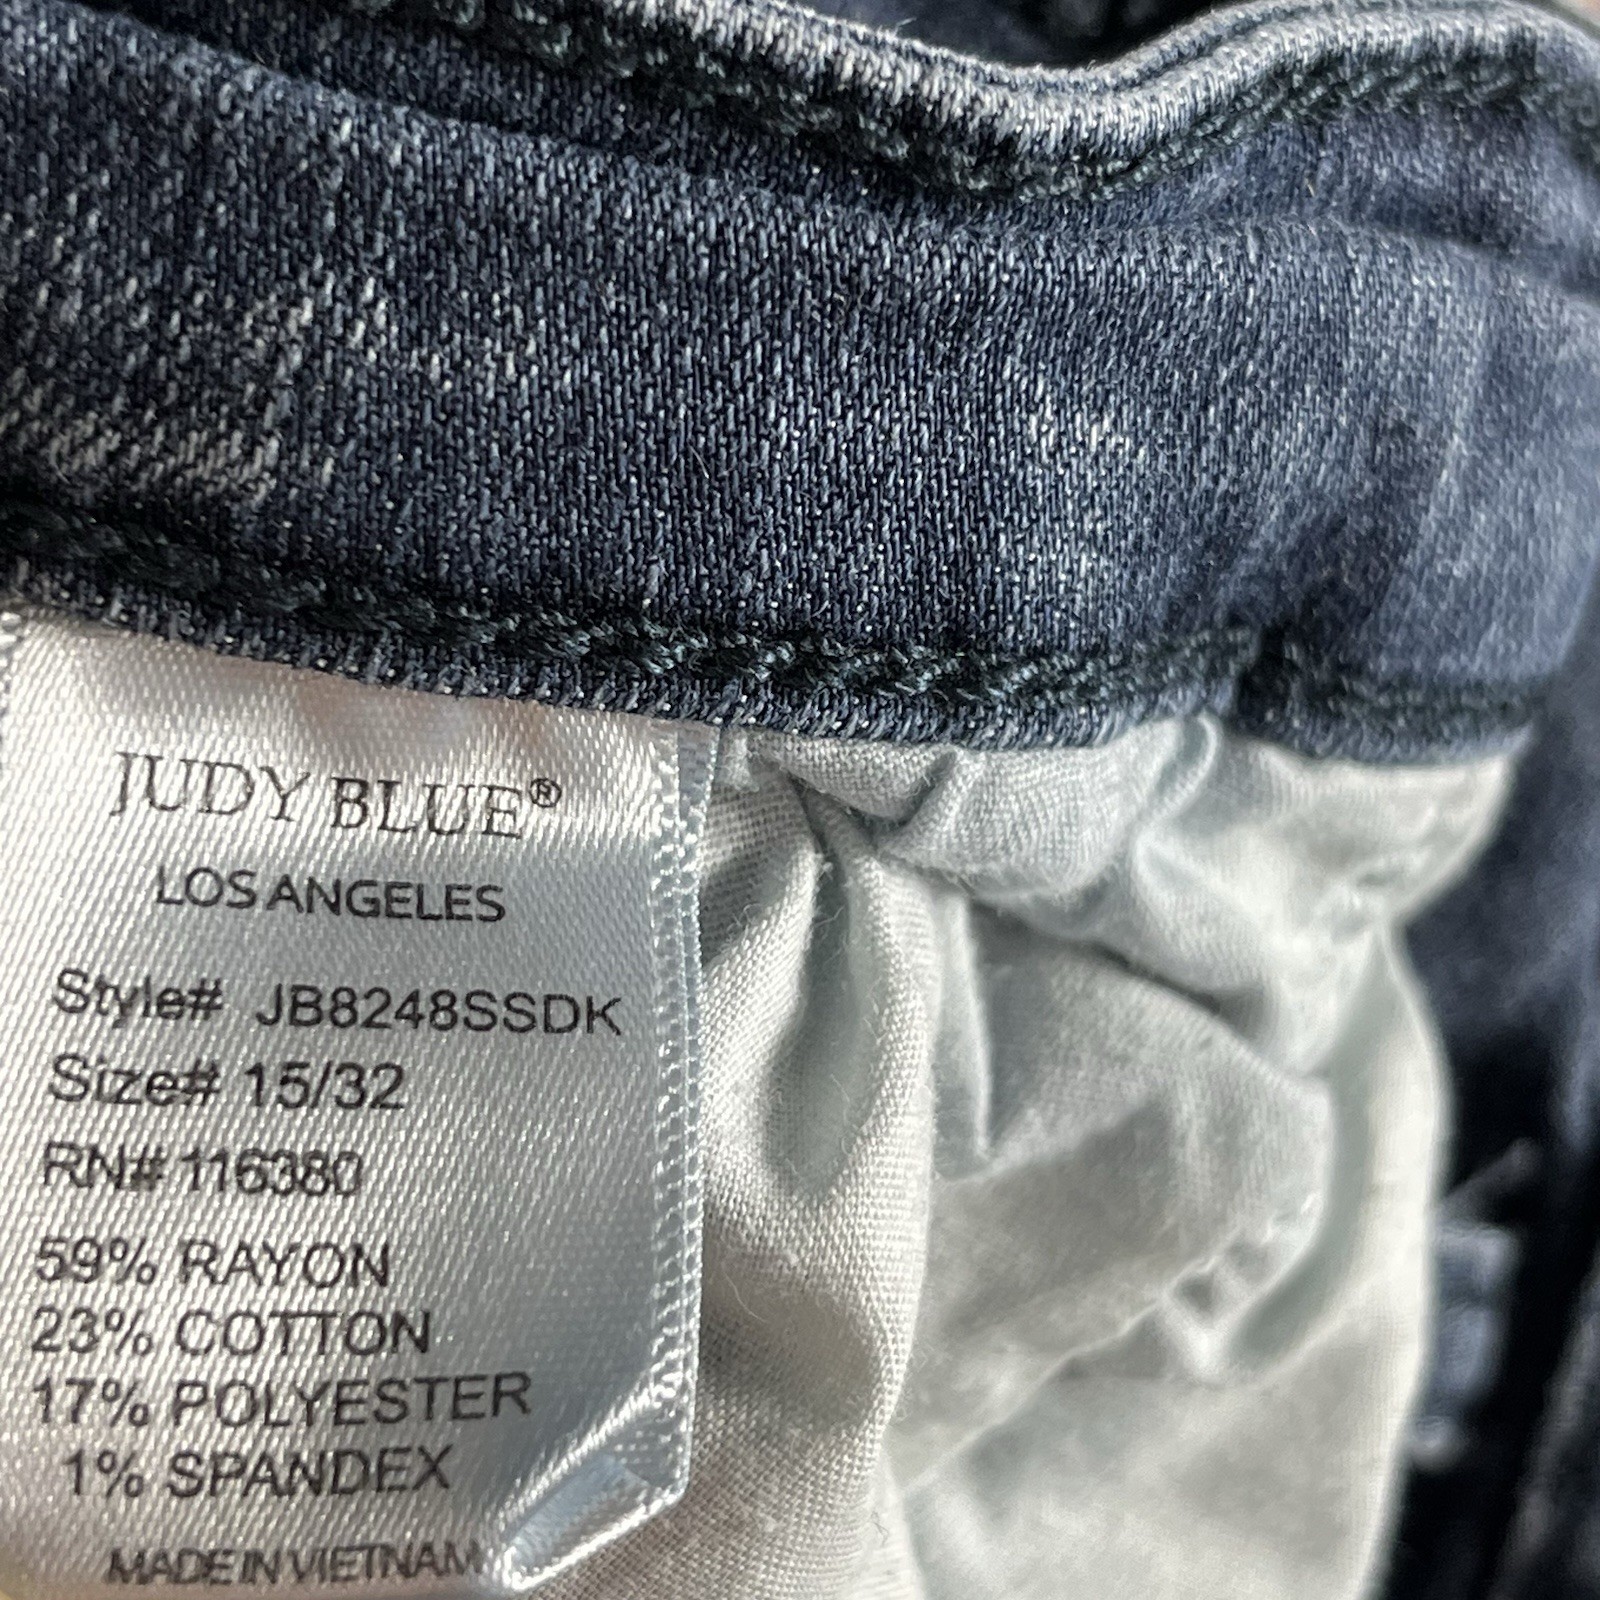 JUDY BLUE®
LOS ANGELES
Style# JB8248SSDK
Size# 15/32
RN# 116380
59% RAYON
23% COTTON
17% POLYESTER
1% SPANDEX
MADE IN VIETNAM